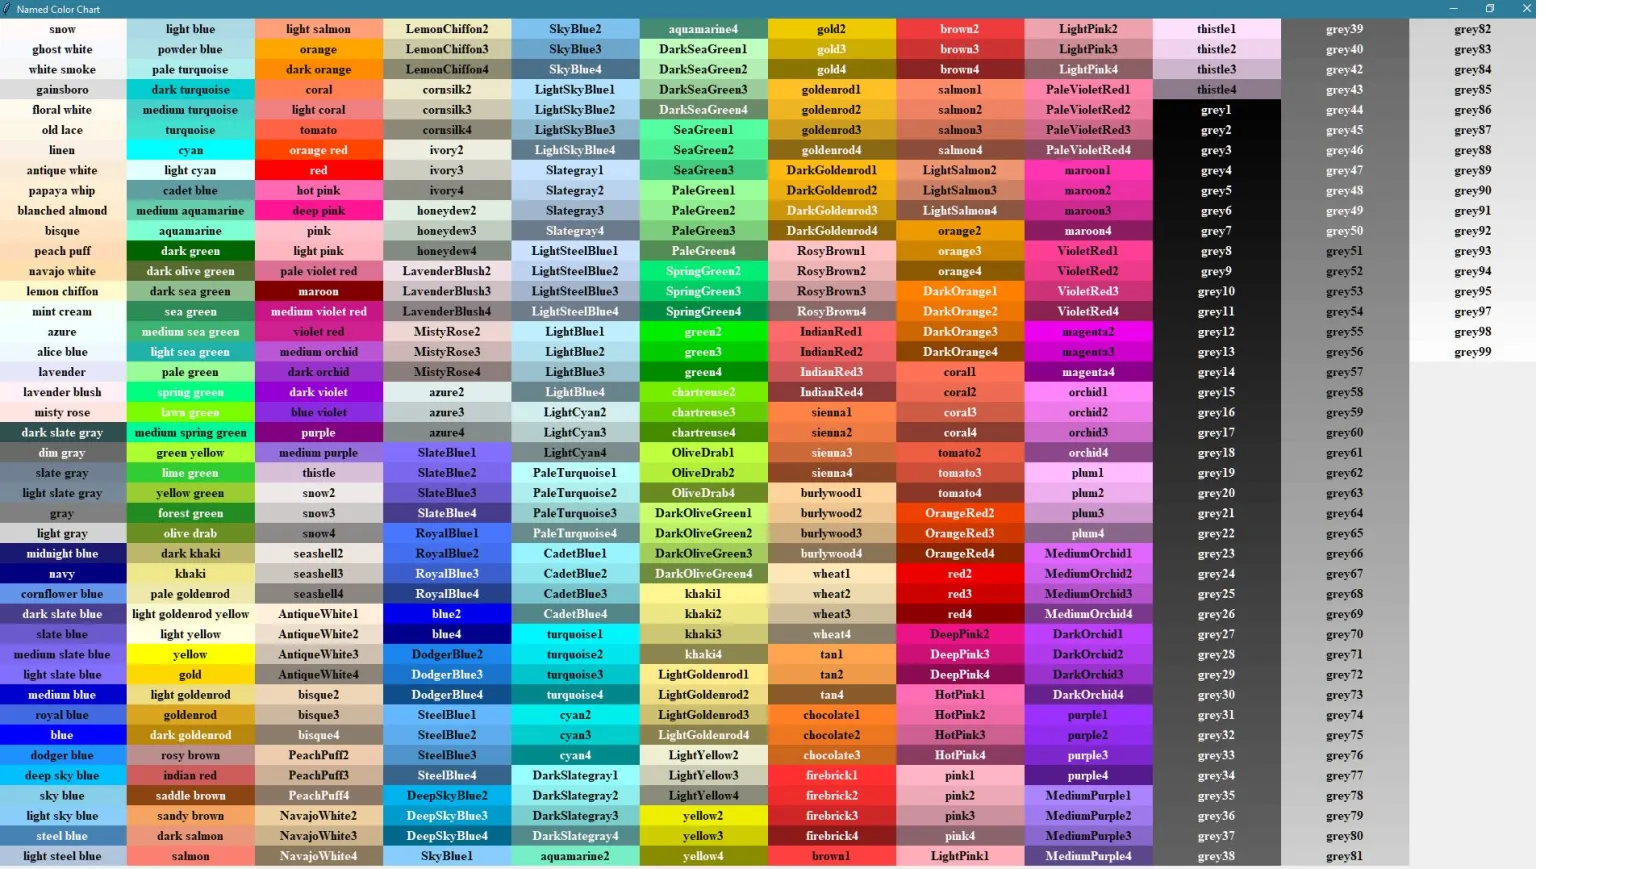 Named Color Chart
snow
ghost white
white smoke
gainsboro
floral white
old lace
linen
antique white
papaya whip
blanched almond
bisque
peach puff
navajo white
lemon chiffon
mint cream
azure
alice blue
lavender
lavender blush
misty rose
dark slate gray
dim gray
slate gray
light slate gray
gray
light gray
midnight blue
navy
cornflower blue
dark slate blue
slate blue
medium slate blue
light slate blue
medium blue
royal blue
blue
dodger blue
deep sky blue
sky blue
light sky blue
steel blue
light steel blue
light blue
powder blue
pale turquoise
dark turquoise
medium turquoise
turquoise
cyan
light cyan
cadet blue
medium aquamarine
aquamarine
dark green
dark olive green
dark sea green
sea green
medium sea green
light sea green
pale green
spring green
lawn green
medium spring green
green yellow
lime green
yellow green
forest green
olive drab
dark khaki
khaki
pale goldenrod
light goldenrod yellow
light yellow
yellow
gold
light goldenrod
goldenrod
dark goldenrod
rosy brown
indian red
saddle brown
sandy brown
dark salmon
salmon
light salmon
orange
dark orange
coral
light coral
tomato
orange red
red
hot pink
deep pink
pink
light pink
pale violet red
maroon
medium violet red
violet red
medium orchid
dark orchid
dark violet
blue violet
purple
medium purple
thistle
snow2
snow3
snow4
seashell2
seashell3
seashell4
AntiqueWhite1
AntiqueWhite2
AntiqueWhite3
AntiqueWhite4
bisque2
bisque3
bisque4
PeachPuff2
PeachPuff3
PeachPuff4
NavajoWhite2
NavajoWhite3
NavajoWhite4
LemonChiffon2
LemonChiffon3
LemonChiffon4
cornsilk2
cornsilk3
cornsilk4
ivory2
ivory3
ivory4
honeydew2
honeydew3
honeydew4
LavenderBlush2
LavenderBlush3
LavenderBlush4
MistyRose2
MistyRose3
MistyRose4
azure2
azure3
azure4
SlateBlue1
SlateBlue2
SlateBlue3
SlateBlue4
RoyalBlue1
RoyalBlue2
RoyalBlue3
RoyalBlue4
blue2
blue4
DodgerBlue2
DodgerBlue3
DodgerBlue4
SteelBlue1
SteelBlue2
SteelBlue3
SteelBlue4
DeepSkyBlue2
DeepSkyBlue3
DeepSkyBlue4
SkyBlue1
SkyBlue2
SkyBlue3
SkyBlue4
LightSkyBlue1
LightSkyBlue2
LightSkyBlue3
LightSkyBlue4
Slategray1
Slategray2
Slategray3
Slategray4
LightSteelBlue1
LightSteelBlue2
LightSteelBlue3
LightSteelBlue4
LightBlue1
LightBlue2
LightBlue3
LightBlue4
LightCyan2
LightCyan3
LightCyan4
PaleTurquoise1
PaleTurquoise2
PaleTurquoise3
PaleTurquoise4
CadetBlue1
CadetBlue2
CadetBlue3
CadetBlue4
turquoise1
turquoise2
turquoise3
turquoise4
cyan2
cyan3
cyan4
DarkSlategray1
DarkSlategray2
DarkSlategray3
DarkSlategray4
aquamarine2
aquamarine4
DarkSeaGreen1
DarkSeaGreen2
DarkSeaGreen3
DarkSeaGreen4
SeaGreen1
SeaGreen2
SeaGreen3
PaleGreen1
PaleGreen2
PaleGreen3
PaleGreen4
SpringGreen2
SpringGreen3
SpringGreen4
green2
green3
green4
chartreuse2
chartreuse3
chartreuse4
OliveDrab1
OliveDrab2
OliveDrab4
DarkOliveGreen1
DarkOliveGreen2
DarkOliveGreen3
DarkOliveGreen4
khaki1
khaki2
khaki3
khaki4
LightGoldenrod1
LightGoldenrod2
LightGoldenrod3
LightGoldenrod4
LightYellow2
LightYellow3
LightYellow4
yellow2
yellow3
yellow4
gold2
gold3
gold4
goldenrod1
goldenrod2
goldenrod3
goldenrod4
DarkGoldenrod1
DarkGoldenrod2
DarkGoldenrod3
DarkGoldenrod4
RosyBrown1
RosyBrown2
RosyBrown3
RosyBrown4
IndianRed1
IndianRed2
IndianRed3
IndianRed4
sienna1
sienna2
sienna3
sienna4
burlywood1
burlywood2
burlywood3
burlywood4
wheat1
wheat2
wheat3
wheat4
tan1
tan2
tan4
chocolate1
chocolate2
chocolate3
firebrick1
firebrick2
firebrick3
firebrick4
brown1
brown2
brown3
brown4
salmon1
salmon2
salmon3
salmon4
LightSalmon2
LightSalmon3
LightSalmon4
orange2
orange3
orange4
DarkOrange1
DarkOrange2
DarkOrange3
DarkOrange4
coral1
coral2
coral3
coral4
tomato2
tomato3
tomato4
OrangeRed2
OrangeRed3
OrangeRed4
red2
red3
red4
DeepPink2
DeepPink3
DeepPink4
HotPink1
HotPink2
HotPink3
HotPink4
pink1
pink2
pink3
pink4
LightPink1
LightPink2
LightPink3
LightPink4
PaleVioletRed1
PaleVioletRed2
PaleVioletRed3
PaleVioletRed4
maroon1
maroon2
maroon3
maroon4
VioletRed1
VioletRed2
VioletRed3
VioletRed4
magenta2
magenta3
magenta4
orchid1
orchid2
orchid3
orchid4
plum1
plum2
plum3
plum4
MediumOrchid1
MediumOrchid2
MediumOrchid3
MediumOrchid4
DarkOrchid1
DarkOrchid2
DarkOrchid3
DarkOrchid4
purple1
purple2
purple3
purple4
MediumPurple1
MediumPurple2
MediumPurple3
MediumPurple4
thistle1
thistle2
thistle3
thistle4
grey1
grey2
grey3
grey4
grey5
grey6
grey7
grey8
grey9
grey10
grey11
grey12
grey13
grey14
grey15
grey16
grey17
grey18
grey19
grey20
grey21
grey22
grey23
grey24
grey25
grey26
grey27
grey28
grey29
grey30
grey31
grey32
grey33
grey34
grey35
grey36
grey37
grey38
grey39
grey40
grey42
grey43
grey44
grey45
grey46
grey47
grey48
grey49
grey50
grey51
grey52
grey53
grey54
grey55
grey56
grey57
grey58
grey59
grey60
grey61
grey62
grey63
grey64
grey65
grey66
grey67
grey68
grey69
grey70
grey71
grey72
grey73
grey74
grey75
grey76
grey77
grey78
grey79
grey80
grey81
grey82
grey83
grey84
grey85
grey86
grey87
grey88
grey89
grey90
grey91
grey92
grey93
grey94
grey95
grey97
grey98
grey99